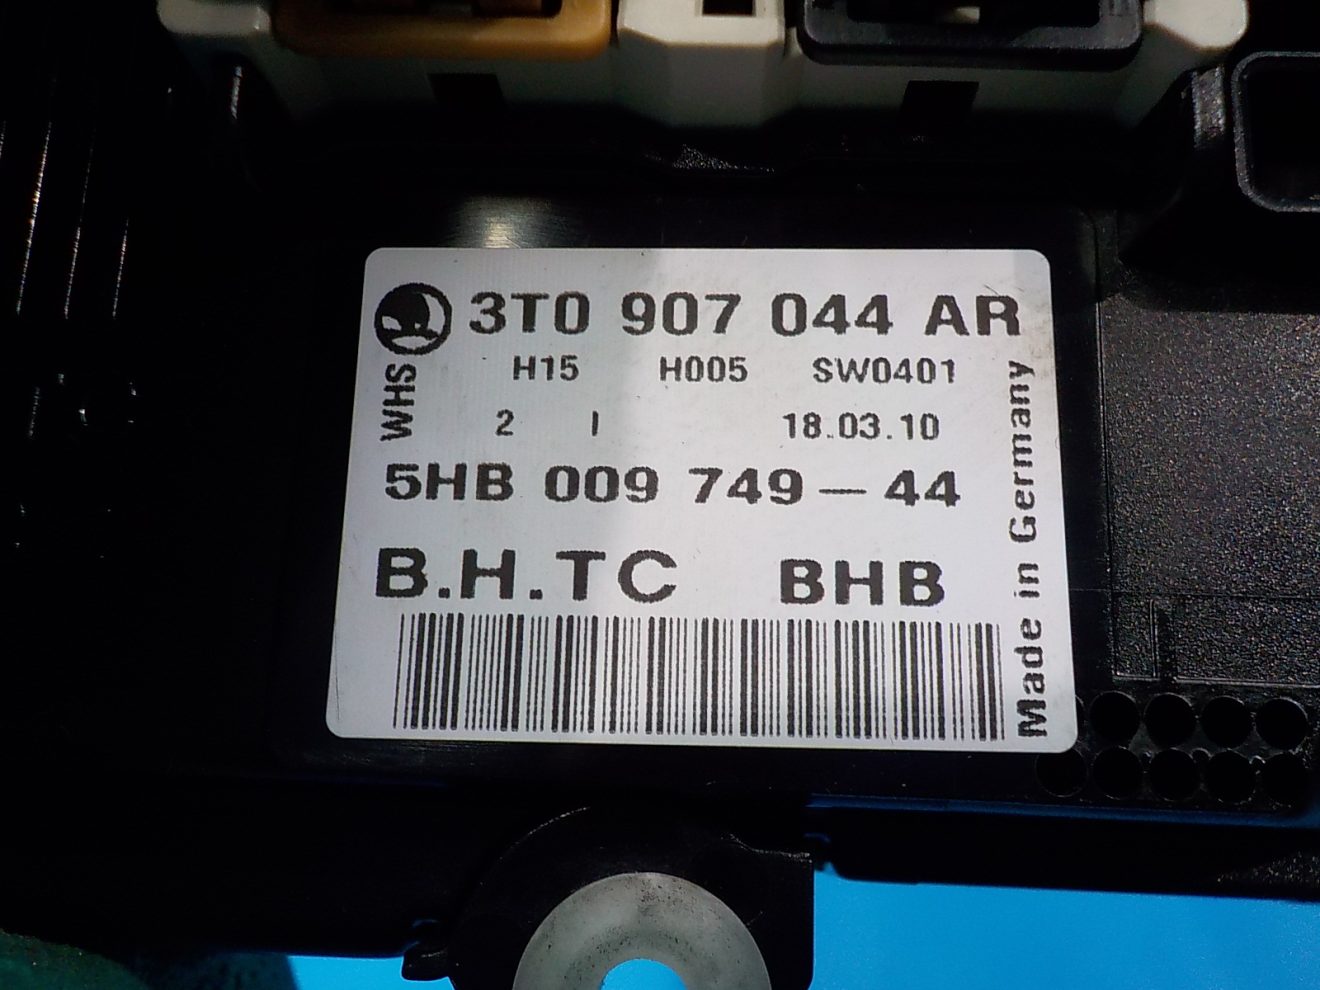 3T0 907 044 AR
H15 H005 SW0401
2 I 18.03.10
WHS
5HB 009 749-44
B.H.TC BHB
Made in Germany